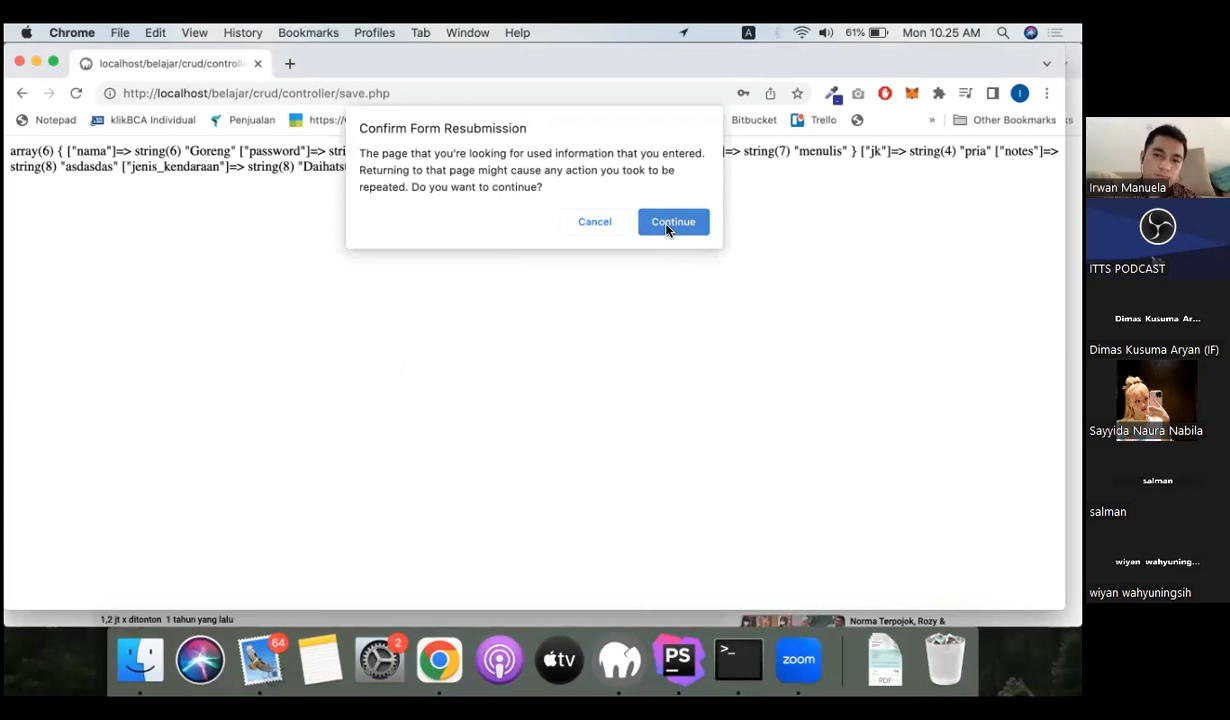 Chrome File Edit View History Bookmarks Profiles Tab Window Help A 61% Mon 10.25 AM
localhost/belajar/crud/controll
http://localhost/belajar/crud/controller/save.php
Notepad klikBCA Individual Penjualan https:// Bitbucket Trello » Other Bookmarks
Confirm Form Resubmission
The page that you're looking for used information that you entered.
Returning to that page might cause any action you took to be
repeated. Do you want to continue?
Cancel Continue
array(6) { ["nama"]=> string(6) "Goreng" ["password"]=> => string(7) "menulis" } ["jk"]=> string(4) "pria" ["notes"]=>
string(8) "asdasdas" ["jenis_kendaraan"]=> string(8) "Daihats
Irwan Manuela
ITTS PODCAST
Dimas Kusuma Ar...
Dimas Kusuma Aryan (IF)
Sayyida Naura Nabila
salman
salman
wiyan wahyuning...
wiyan wahyuningsih
1,2 jt x ditonton 1 tahun yang lalu
Norma Terpojok, Rozy &
64
2
tv
PS
>_
zoom
PDF